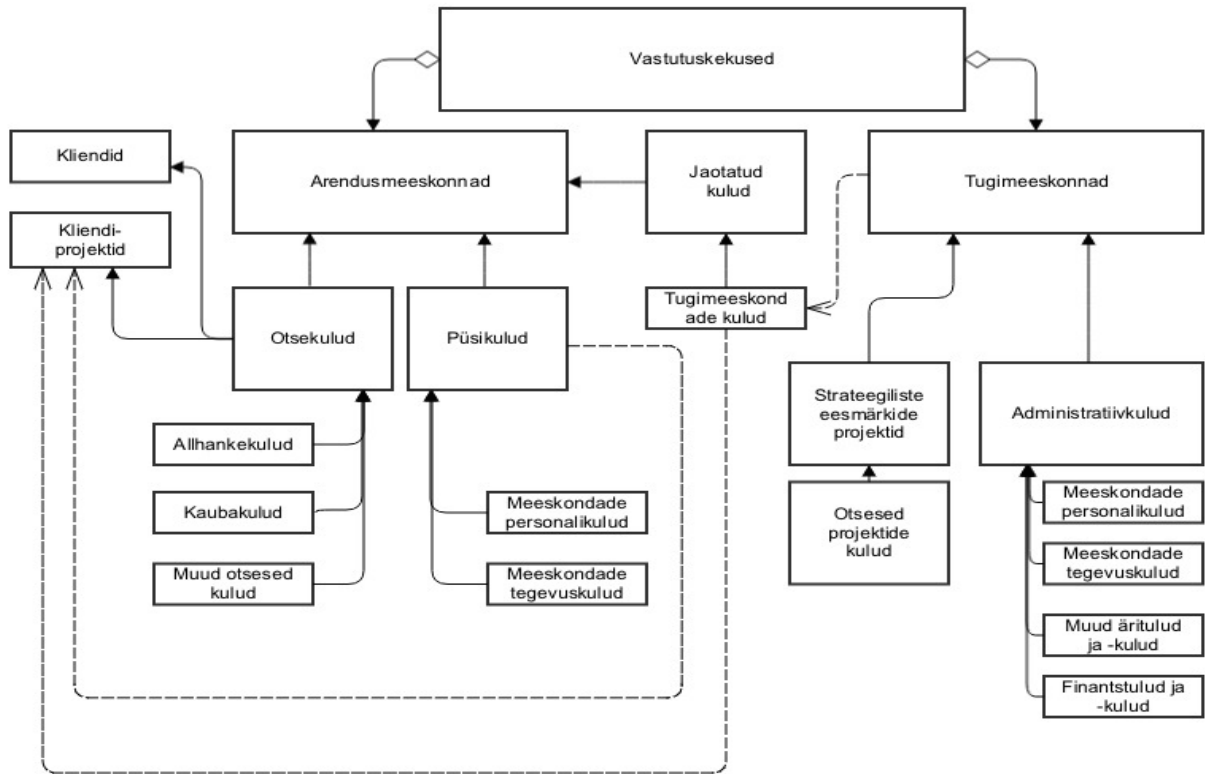 Vastutuskekused
Kliendid
Arendusmeeskonnad
Jaotatud
kulud
Tugimeeskonnad
Kliendi-
projektid
Tugimeeskond
ade kulud
Otsekulud
Püsikulud
Strateegiliste
eesmärkide
projektid
Administratiivkulud
Allhankekulud
Kaubakulud
Muud otsesed
kulud
Meeskondade
personalikulud
Meeskondade
tegevuskulud
Otsesed
projektide
kulud
Meeskondade
personalikulud
Meeskondade
tegevuskulud
Muud äritulud
ja -kulud
Finantstulud ja
-kulud